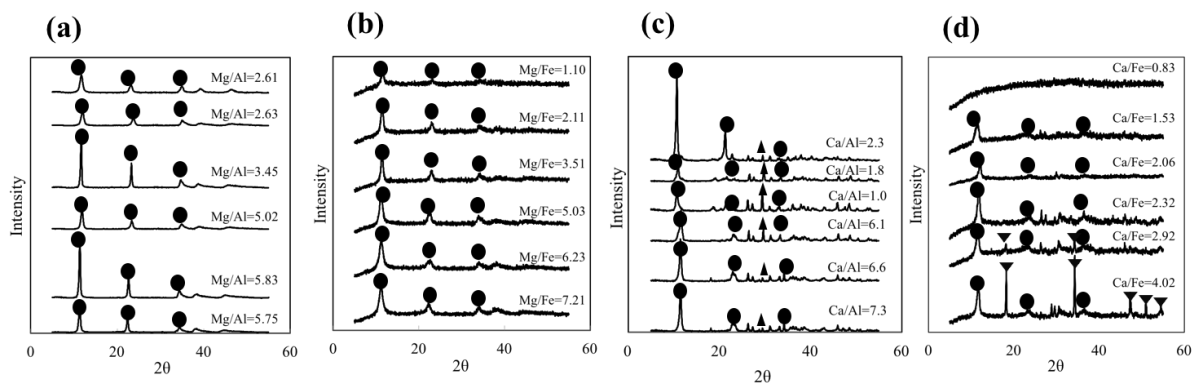 (a)
Mg/Al=2.61
Mg/Al=2.63
Mg/Al=3.45
Mg/Al=5.02
Mg/Al=5.83
Mg/Al=5.75
Intensity
0 20 40 60
2θ
(b)
Mg/Fe=1.10
Mg/Fe=2.11
Mg/Fe=3.51
Mg/Fe=5.03
Mg/Fe=6.23
Mg/Fe=7.21
Intensity
0 20 40 60
2θ
(c)
Ca/Al=2.3
Ca/Al=1.8
Ca/Al=1.0
Ca/Al=6.1
Ca/Al=6.6
Ca/Al=7.3
Intensity
0 20 40 60
2θ
(d)
Ca/Fe=0.83
Ca/Fe=1.53
Ca/Fe=2.06
Ca/Fe=2.32
Ca/Fe=2.92
Ca/Fe=4.02
Intensity
0 20 40 60
2θ